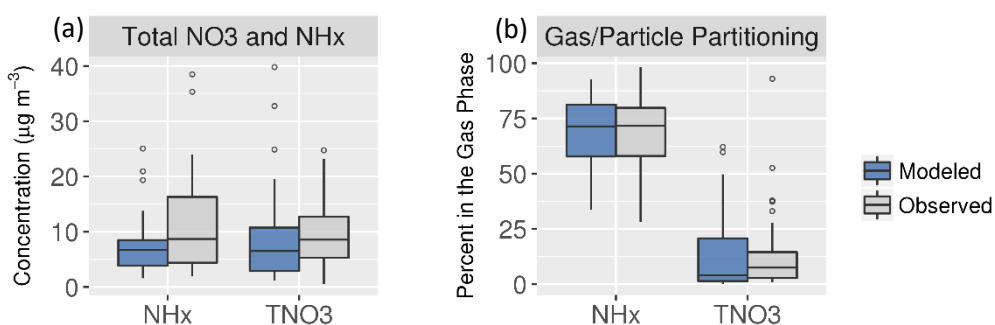 (a) Total NO3 and NHx
Concentration (μg m⁻³)
40
30
20
10
0
NHx TNO3
(b) Gas/Particle Partitioning
Percent in the Gas Phase
100
75
50
25
0
NHx TNO3
Modeled
Observed